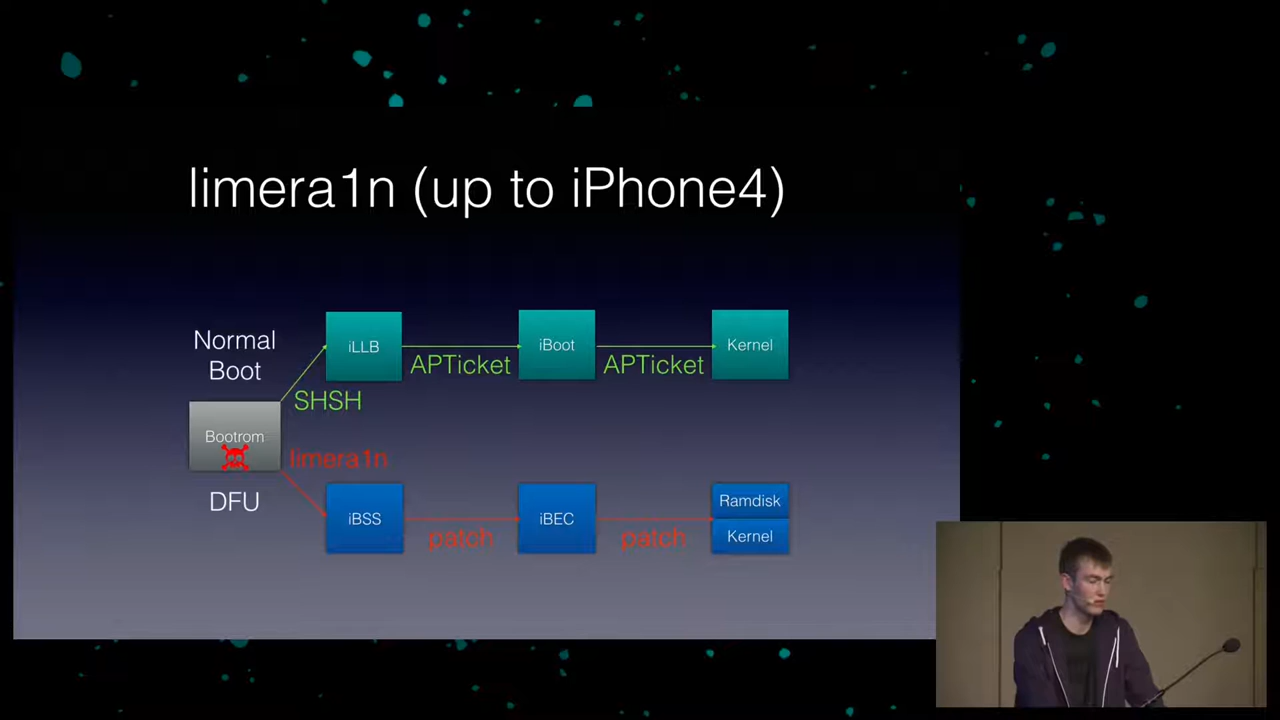 limera1n (up to iPhone4)
Normal
Boot
iLLB
APTicket
iBoot
APTicket
Kernel
SHSH
Bootrom
limera1n
DFU
iBSS
patch
iBEC
patch
Ramdisk
Kernel